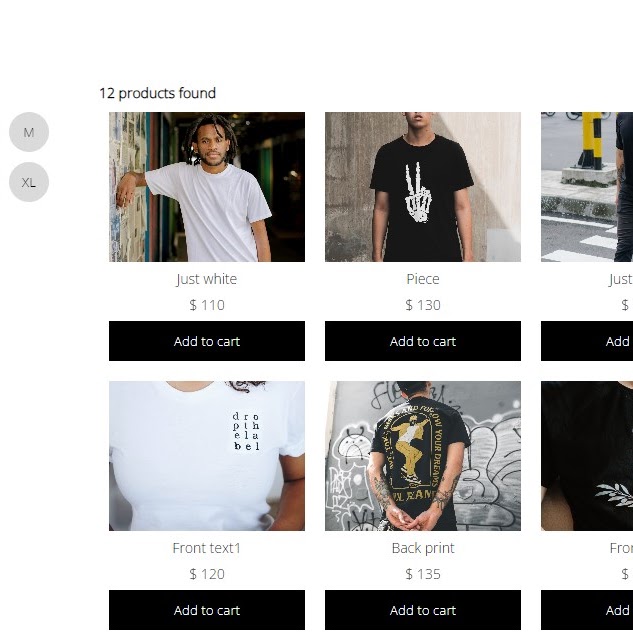 12 products found
M
XL
Just white
$ 110
Add to cart
Piece
$ 130
Add to cart
Just
$
Add
dro
pth
ela
bel
Front text1
$ 120
Add to cart
Back print
$ 135
Add to cart
Fro
$
Add